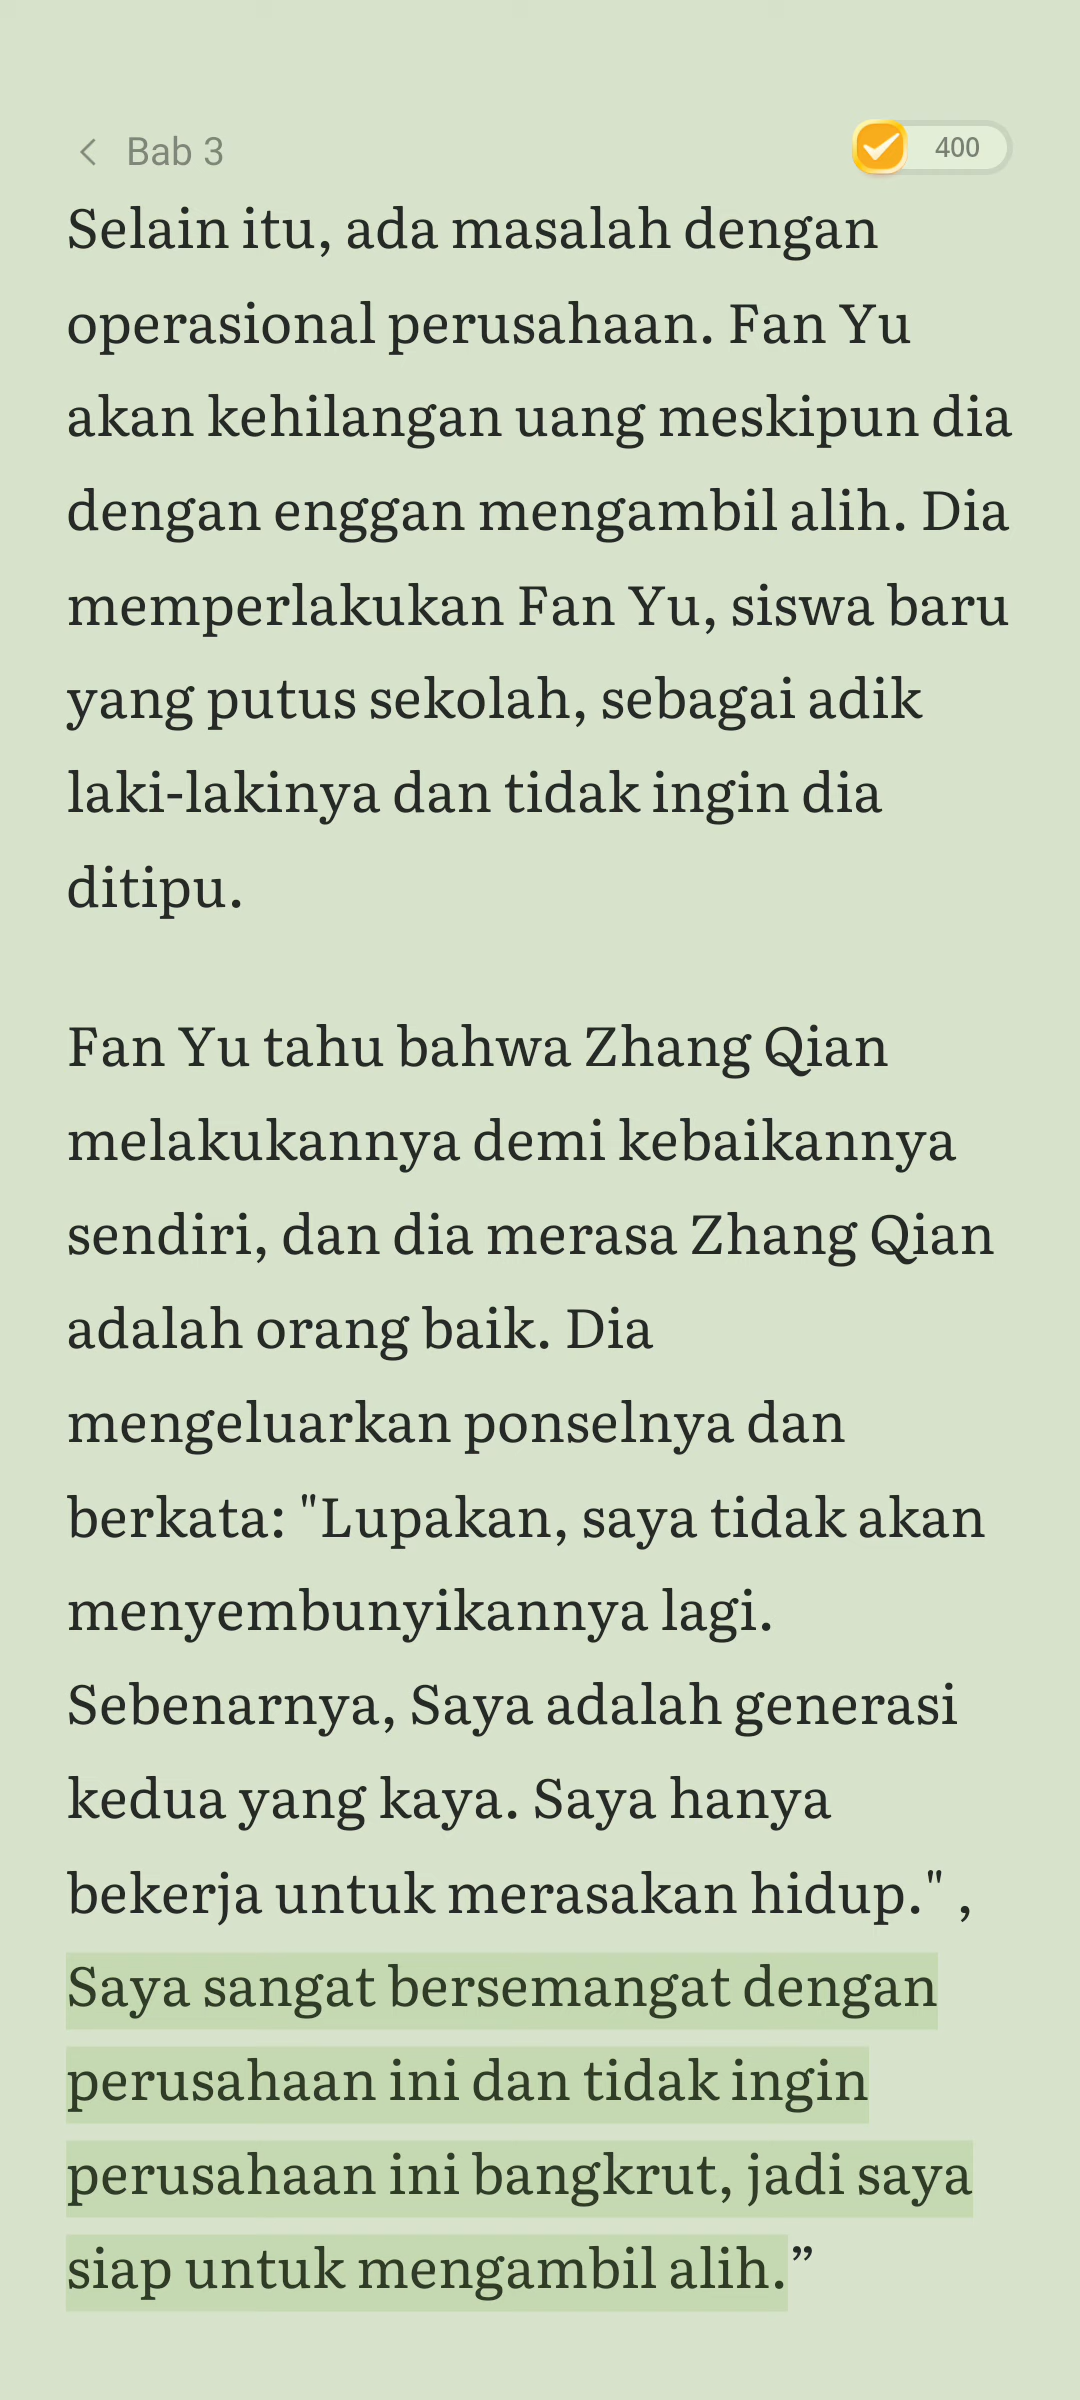 Bab 3
400
Selain itu, ada masalah dengan
operasional perusahaan. Fan Yu
akan kehilangan uang meskipun dia
dengan enggan mengambil alih. Dia
memperlakukan Fan Yu, siswa baru
yang putus sekolah, sebagai adik
laki-lakinya dan tidak ingin dia
ditipu.
Fan Yu tahu bahwa Zhang Qian
melakukannya demi kebaikannya
sendiri, dan dia merasa Zhang Qian
adalah orang baik. Dia
mengeluarkan ponselnya dan
berkata: "Lupakan, saya tidak akan
menyembunyikannya lagi.
Sebenarnya, Saya adalah generasi
kedua yang kaya. Saya hanya
bekerja untuk merasakan hidup." ,
Saya sangat bersemangat dengan
perusahaan ini dan tidak ingin
perusahaan ini bangkrut, jadi saya
siap untuk mengambil alih.”